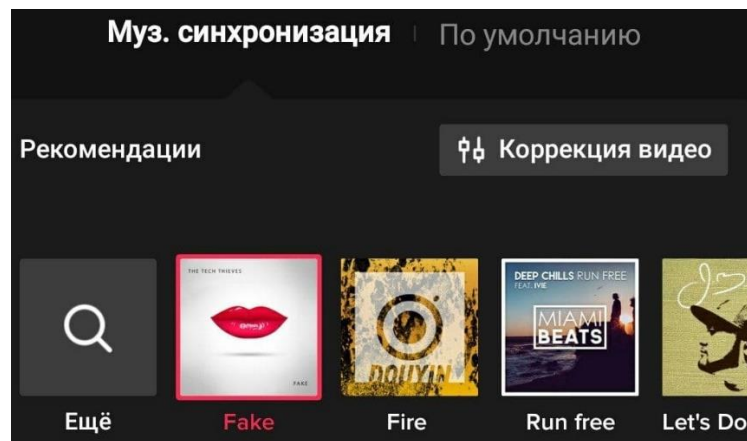 Муз. синхронизация | По умолчанию
Рекомендации
Коррекция видео
THE TECH THIEVES
FAKE
DOUYIN
DEEP CHILLS RUN FREE
FEAT. IVIE
MIAMI
BEATS
Ещё
Fake
Fire
Run free
Let's Do